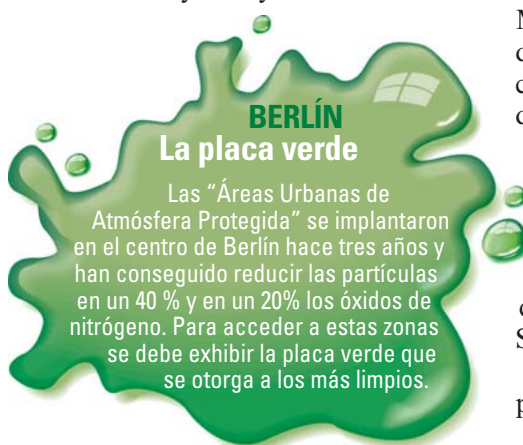 BERLÍN
La placa verde
Las “Áreas Urbanas de
Atmósfera Protegida” se implantaron
en el centro de Berlín hace tres años y
han conseguido reducir las partículas
en un 40 % y en un 20% los óxidos de
nitrógeno. Para acceder a estas zonas
se debe exhibir la placa verde que
se otorga a los más limpios.